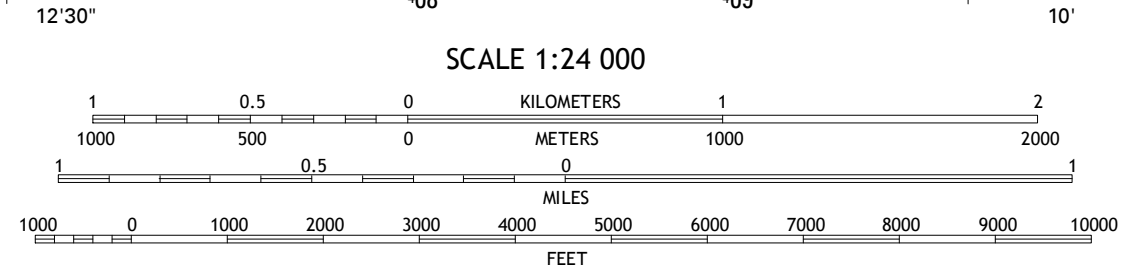 12'30" ⁴08 ⁴09 10'
SCALE 1:24 000
1 0.5 0 KILOMETERS 1 2
1000 500 0 METERS 1000 2000
1 0.5 0 1
MILES
1000 0 1000 2000 3000 4000 5000 6000 7000 8000 9000 10000
FEET